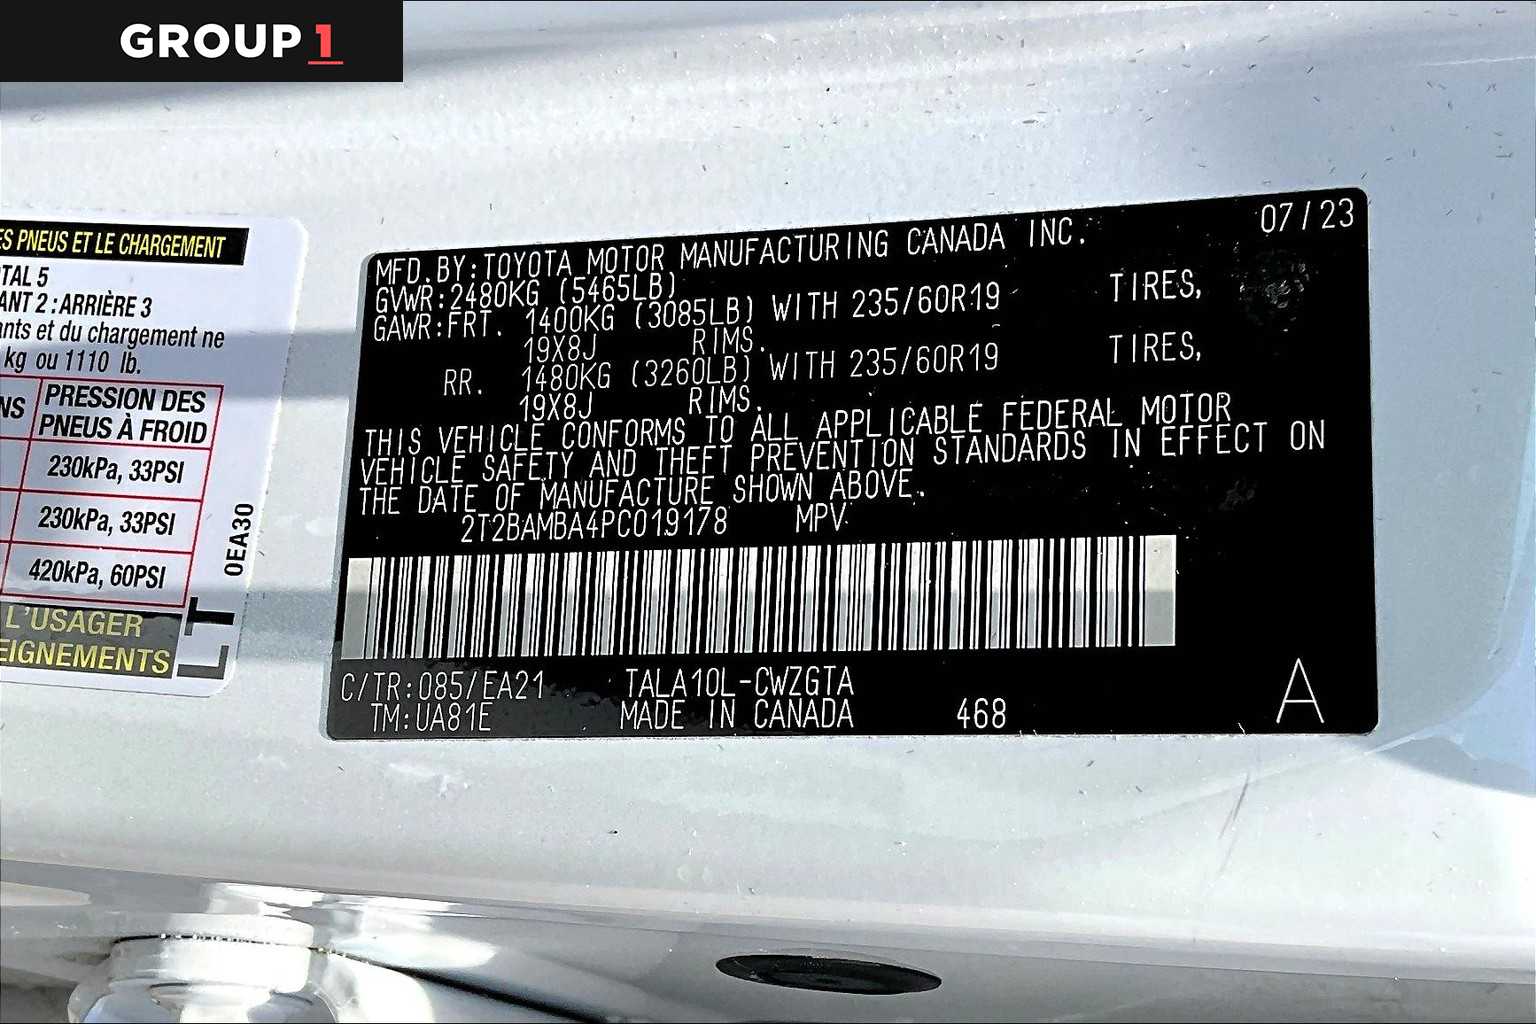 GROUP 1
ES PNEUS ET LE CHARGEMENT
TAL 5
ANT 2 : ARRIÈRE 3
ants et du chargement ne
kg ou 1110 lb.
NS PRESSION DES
PNEUS À FROID
230kPa, 33PSI
230kPa, 33PSI
420kPa, 60PSI
L'USAGER
EIGNEMENTS
0EA30
LT
07/23
MFD.BY:TOYOTA MOTOR MANUFACTURING CANADA INC.
GVWR:2480KG (5465LB)
GAWR:FRT. 1400KG (3085LB) WITH 235/60R19 TIRES,
19X8J RIMS.
RR. 1480KG (3260LB) WITH 235/60R19 TIRES,
19X8J RIMS.
THIS VEHICLE CONFORMS TO ALL APPLICABLE FEDERAL MOTOR
VEHICLE SAFETY AND THEFT PREVENTION STANDARDS IN EFFECT ON
THE DATE OF MANUFACTURE SHOWN ABOVE.
2T2BAMBA4PC019178 MPV
C/TR:085/EA21 TALA10L-CWZGTA
TM:UA81E MADE IN CANADA 468
A